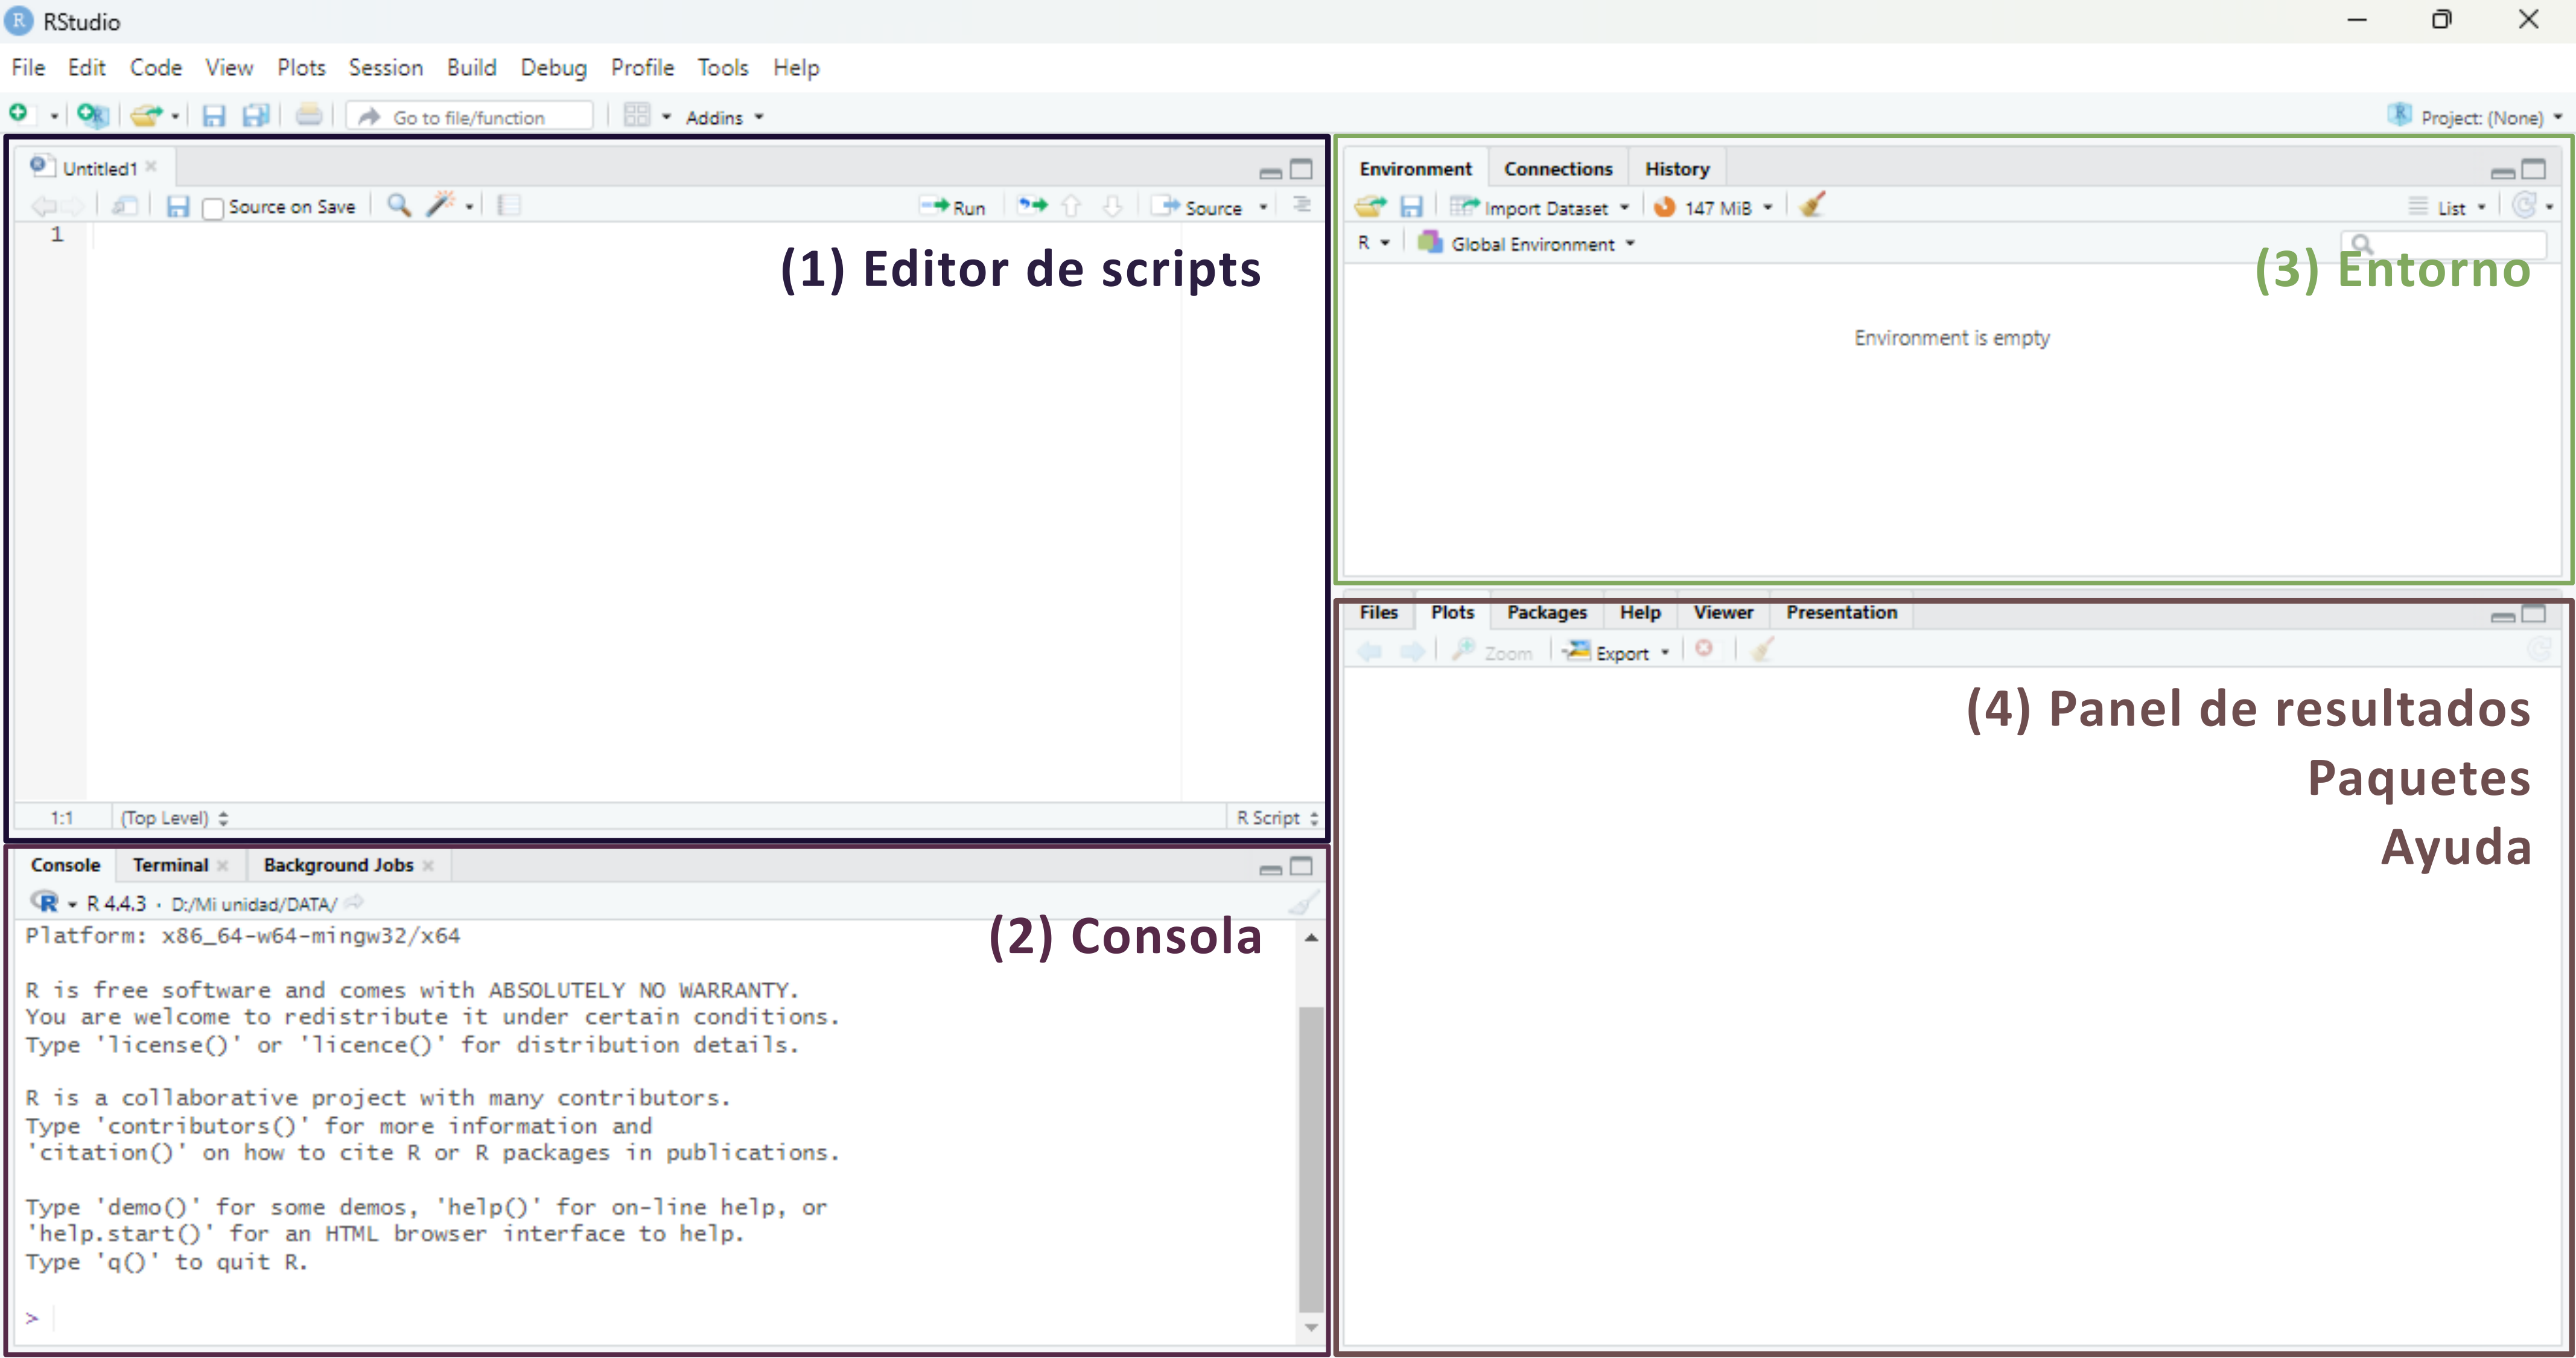 RStudio
File Edit Code View Plots Session Build Debug Profile Tools Help
Go to file/function Addins Project: (None)
Untitled1
Source on Save Run Source
1
(1) Editor de scripts
1:1 (Top Level) R Script
Console Terminal Background Jobs
R 4.4.3 · D:/Mi unidad/DATA/
(2) Consola
Platform: x86_64-w64-mingw32/x64
R is free software and comes with ABSOLUTELY NO WARRANTY.
You are welcome to redistribute it under certain conditions.
Type 'license()' or 'licence()' for distribution details.
R is a collaborative project with many contributors.
Type 'contributors()' for more information and
'citation()' on how to cite R or R packages in publications.
Type 'demo()' for some demos, 'help()' for on-line help, or
'help.start()' for an HTML browser interface to help.
Type 'q()' to quit R.
>
Environment Connections History
Import Dataset 147 MiB List
R Global Environment
(3) Entorno
Environment is empty
Files Plots Packages Help Viewer Presentation
Zoom Export
(4) Panel de resultados
Paquetes
Ayuda